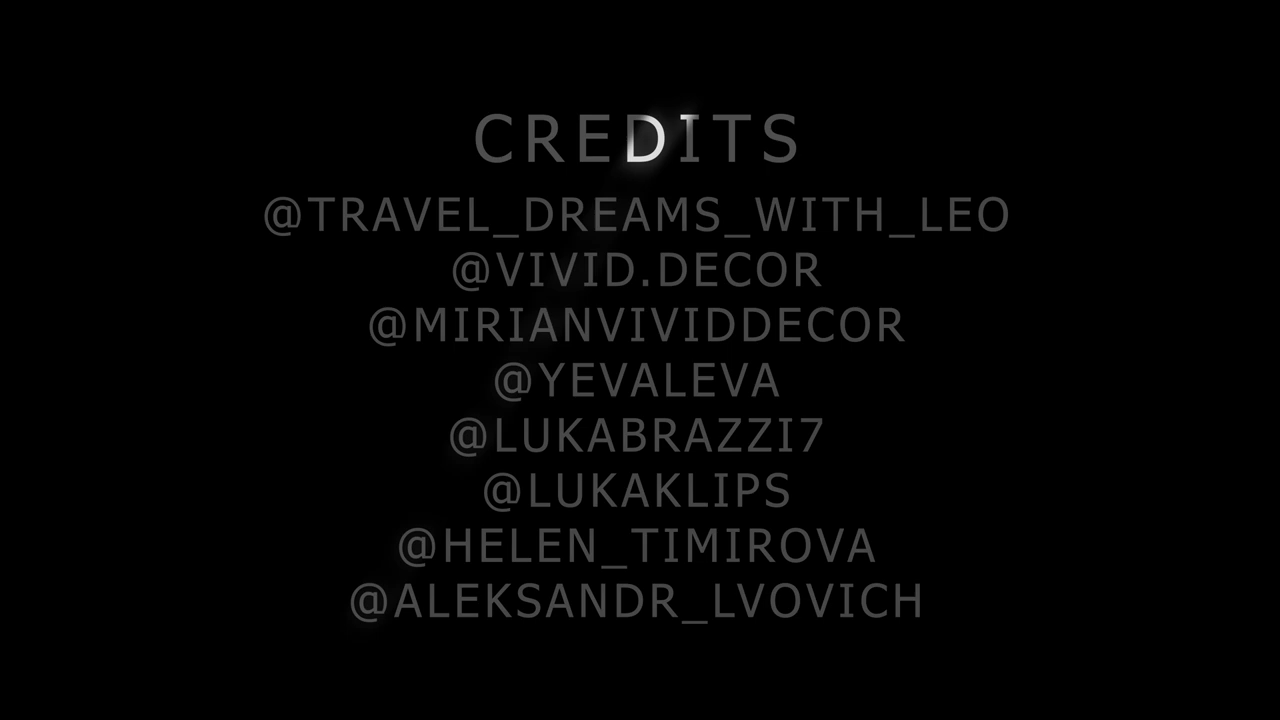 CREDITS
@TRAVEL_DREAMS_WITH_LEO
@VIVID.DECOR
@MIRIANVIVIDDECOR
@YEVALEVA
@LUKABRAZZI7
@LUKAKLIPS
@HELEN_TIMIROVA
@ALEKSANDR_LVOVICH